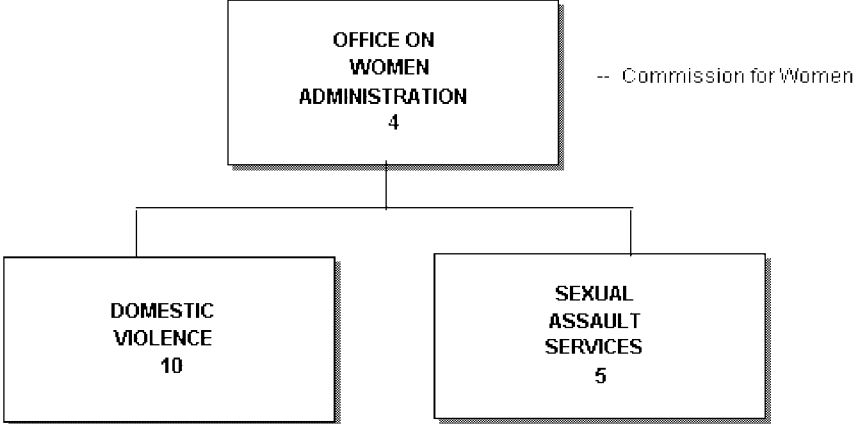 OFFICE ON
WOMEN
ADMINISTRATION
4
-- Commission for Women
DOMESTIC
VIOLENCE
10
SEXUAL
ASSAULT
SERVICES
5